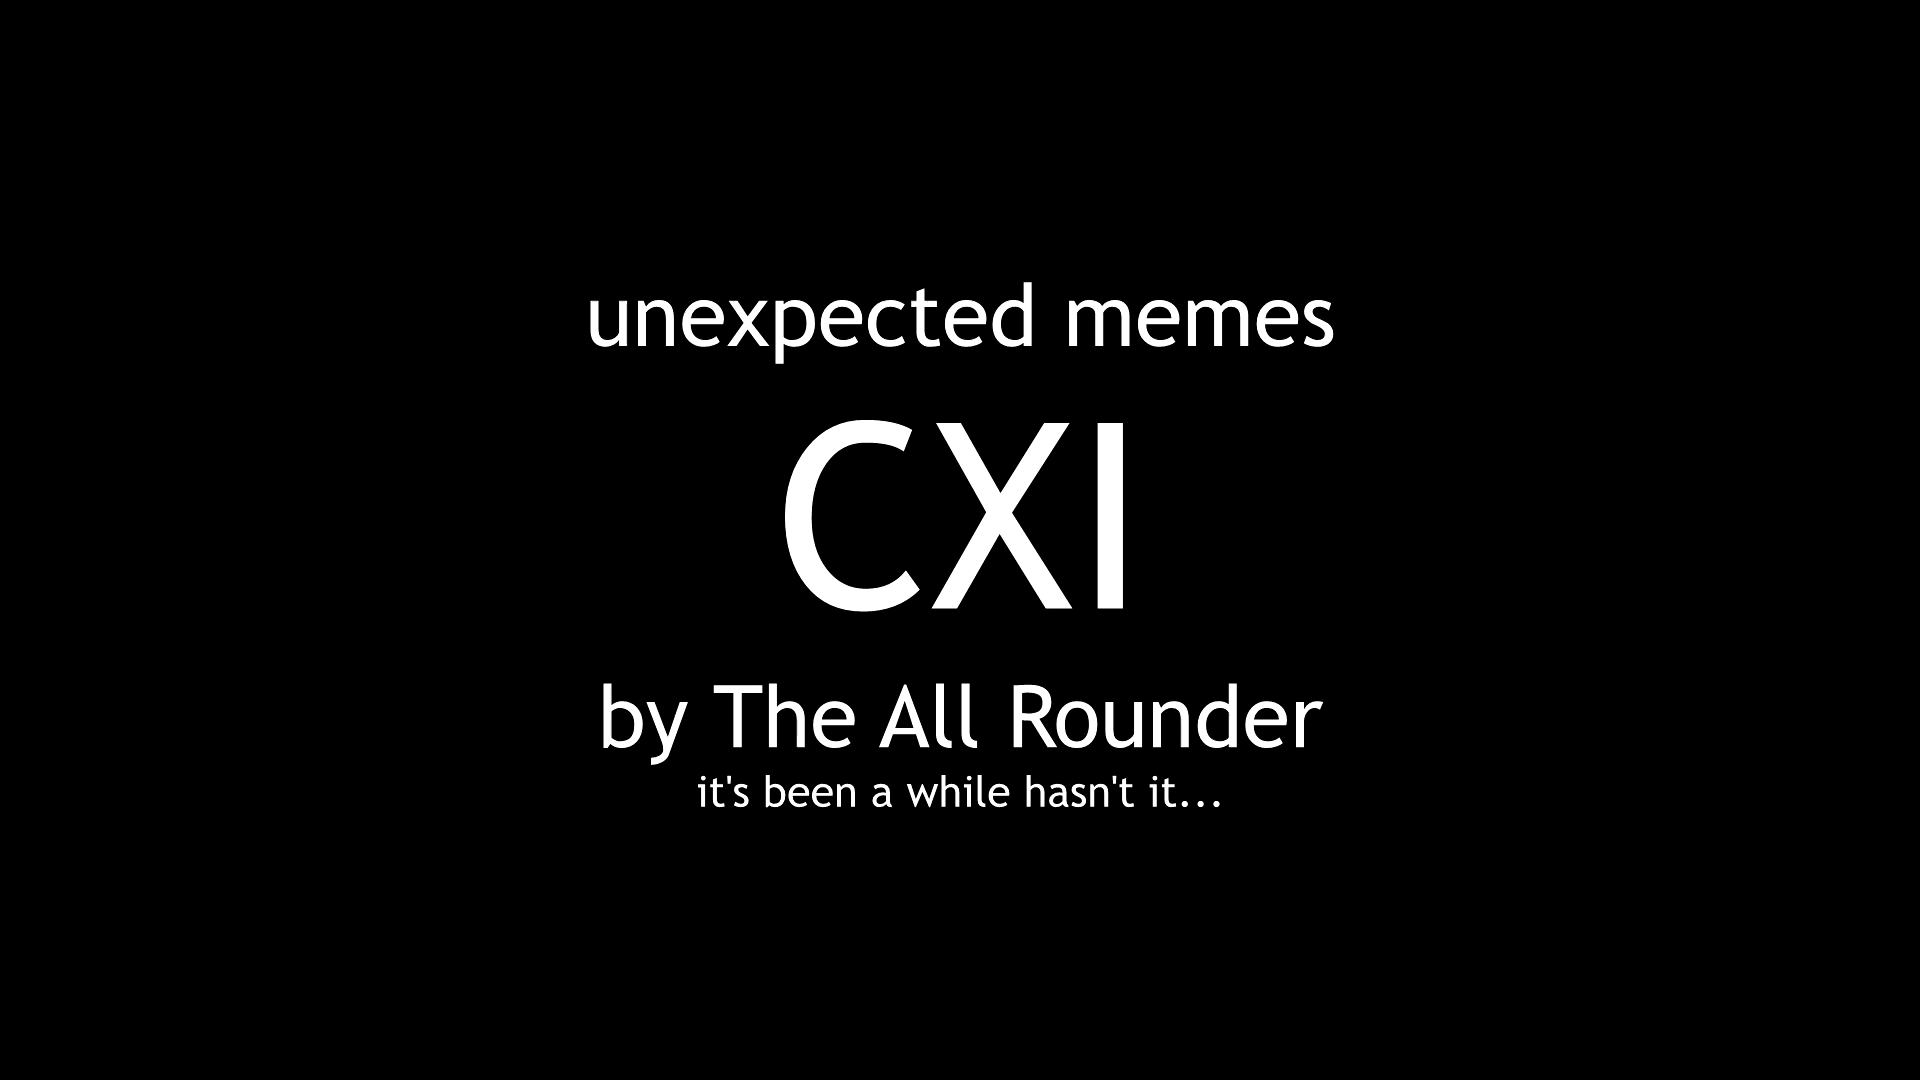 unexpected memes
CXI
by The All Rounder
it's been a while hasn't it...